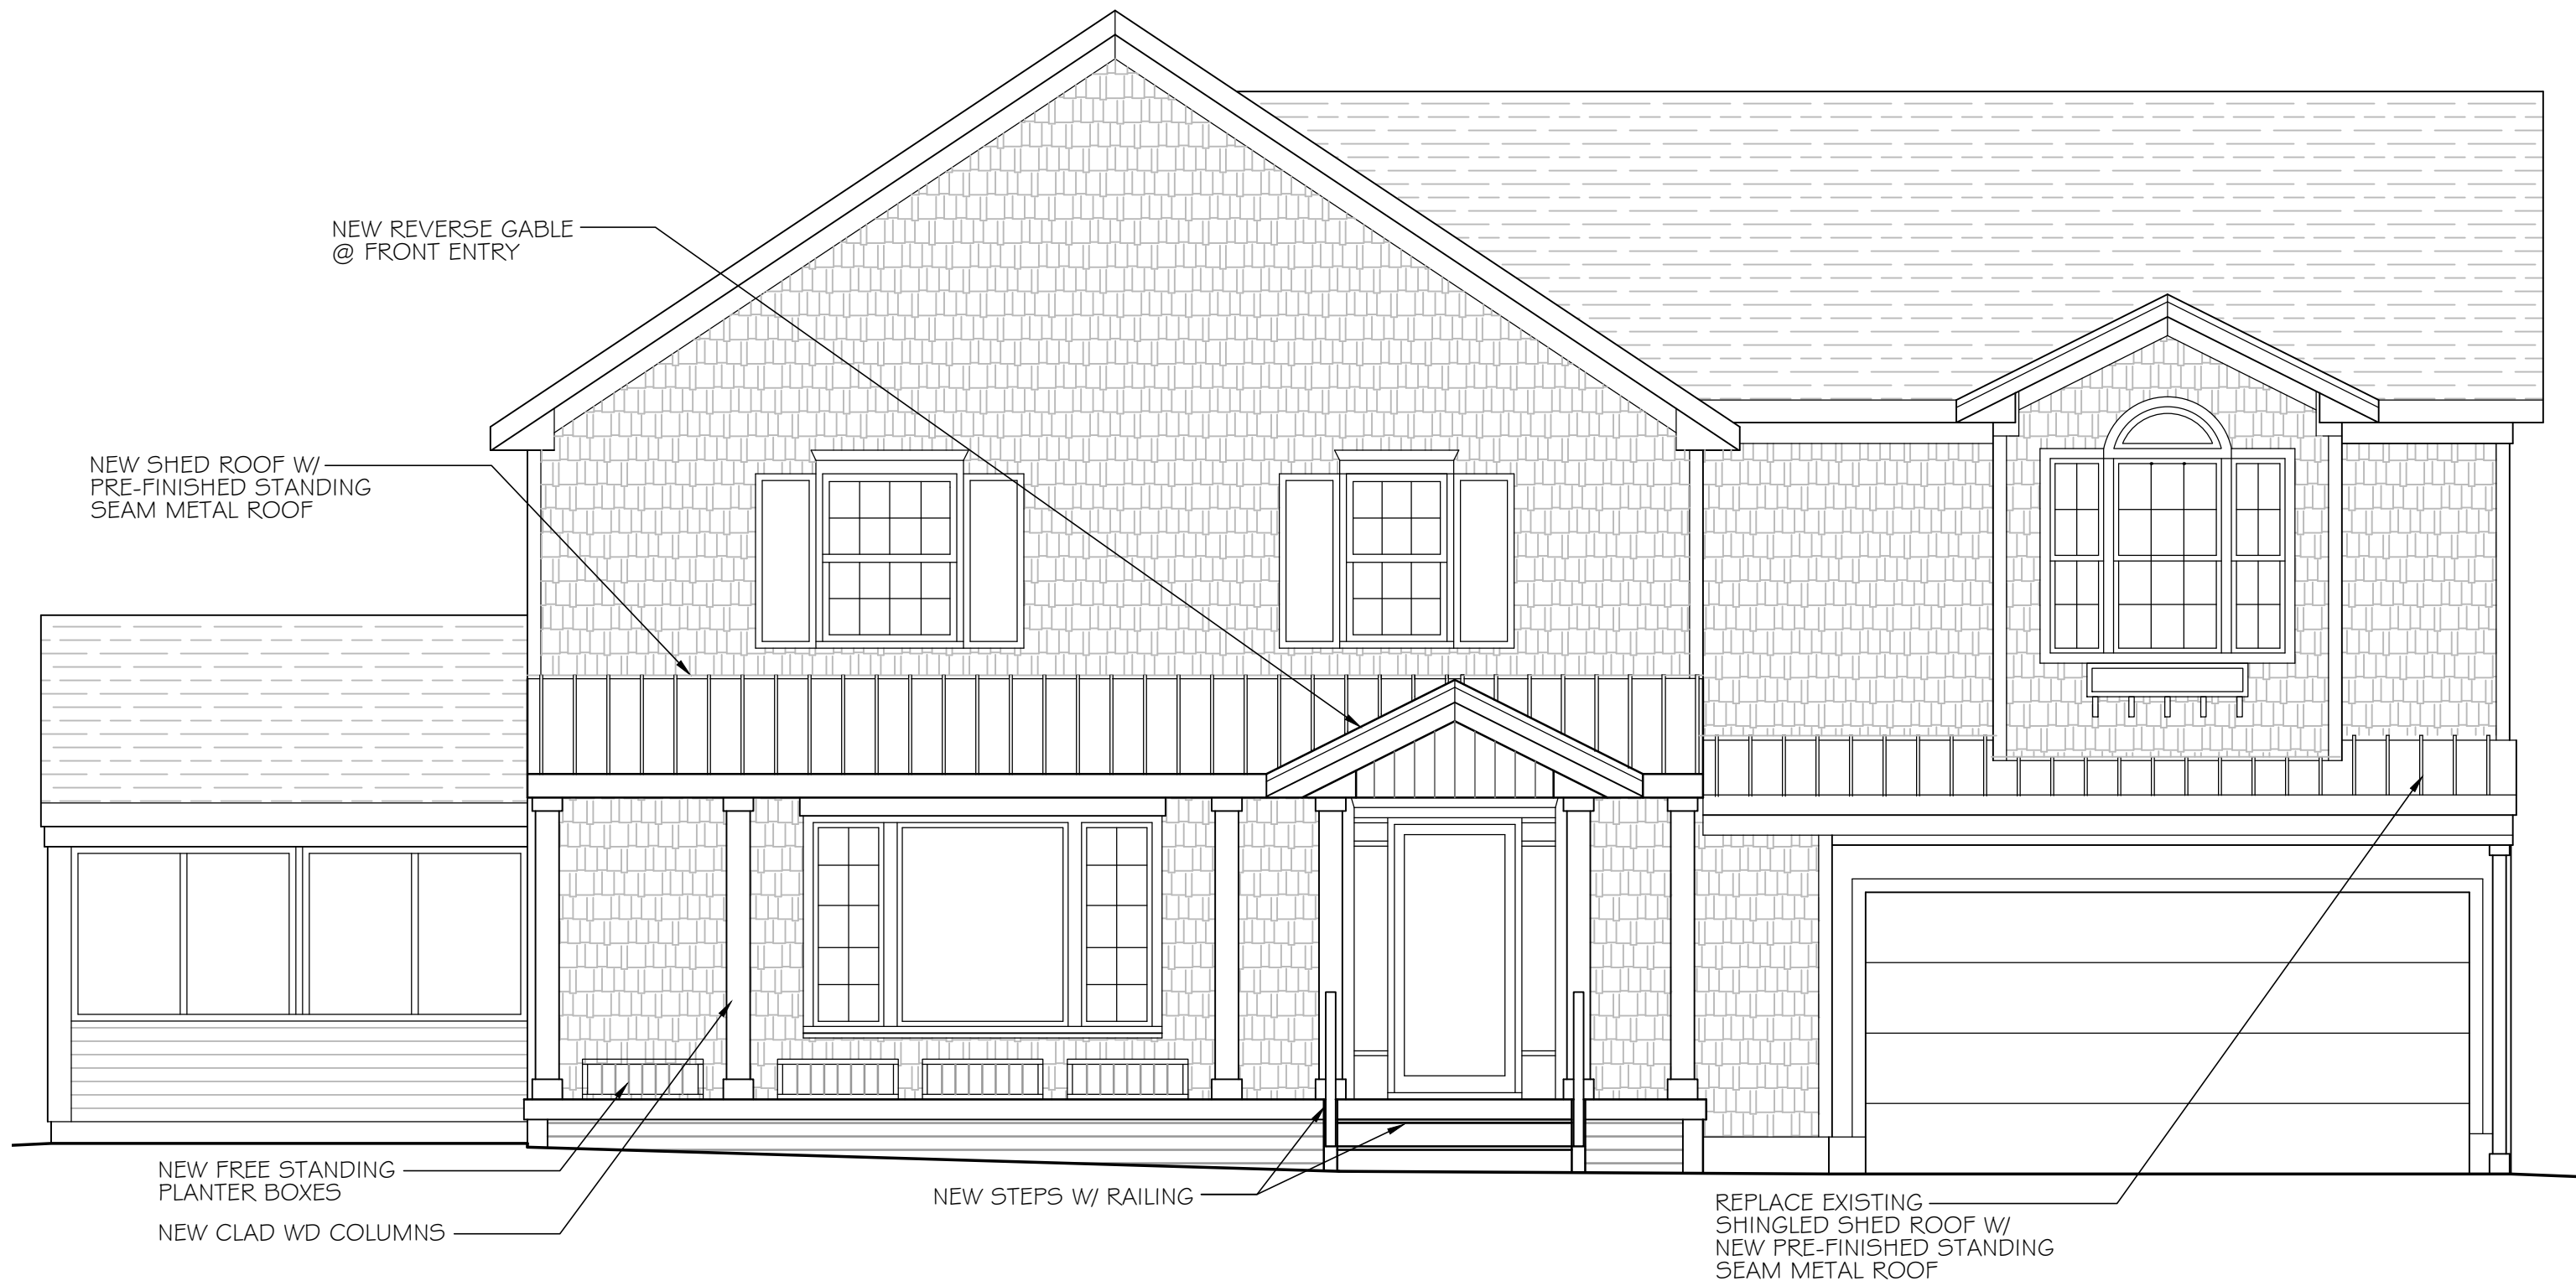 NEW REVERSE GABLE
@ FRONT ENTRY
NEW SHED ROOF W/
PRE-FINISHED STANDING
SEAM METAL ROOF
NEW FREE STANDING
PLANTER BOXES
NEW CLAD WD COLUMNS
NEW STEPS W/ RAILING
REPLACE EXISTING
SHINGLED SHED ROOF W/
NEW PRE-FINISHED STANDING
SEAM METAL ROOF